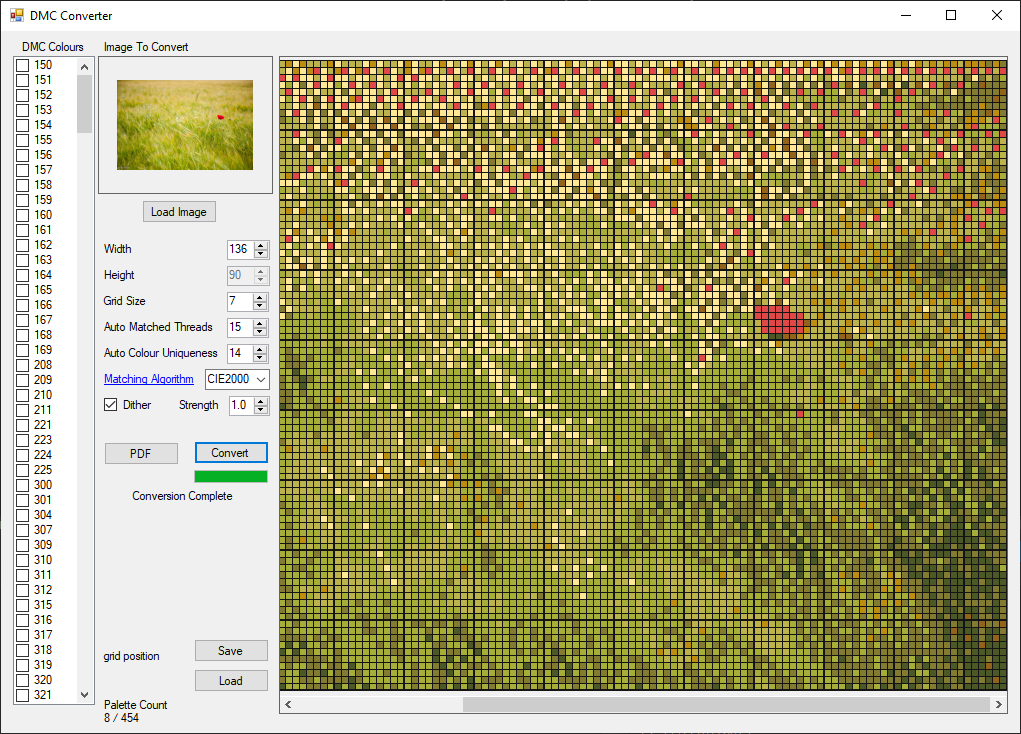 DMC Converter
DMC Colours
Image To Convert
150
151
152
153
154
155
156
157
158
159
160
161
162
163
164
165
166
167
168
169
208
209
210
211
221
223
224
225
300
301
304
307
309
310
311
312
315
316
317
318
319
320
321
Load Image
Width 136
Height 90
Grid Size 7
Auto Matched Threads 15
Auto Colour Uniqueness 14
Matching Algorithm CIE2000
Dither Strength 1.0
PDF Convert
Conversion Complete
grid position Save
Load
Palette Count
8 / 454